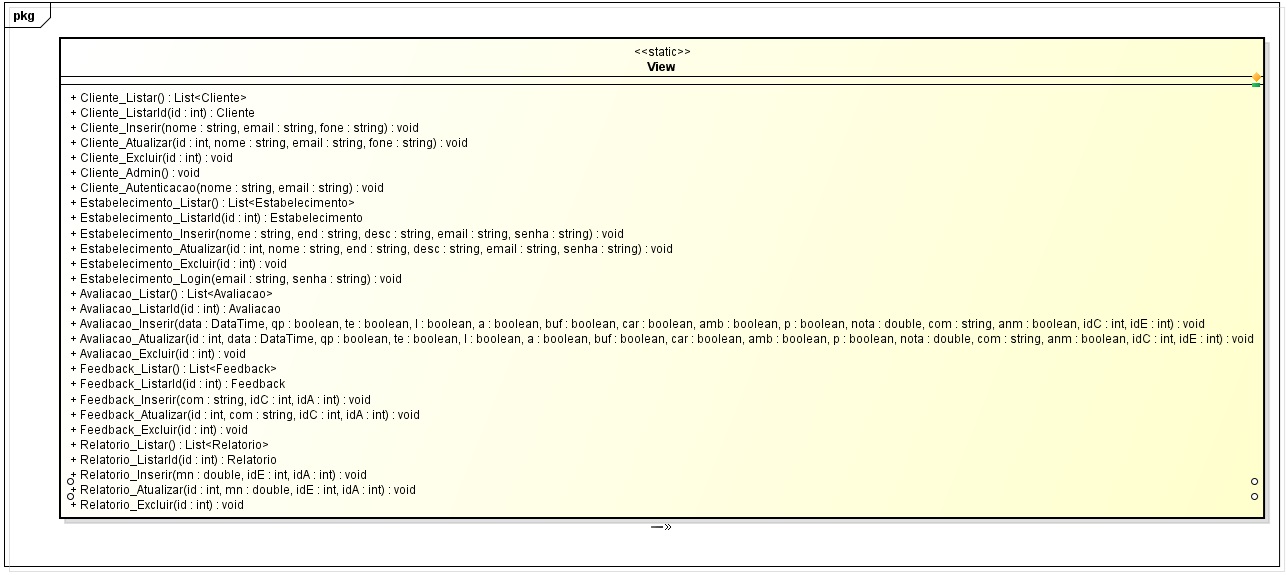 pkg
<<static>>
View
+ Cliente_Listar() : List<Cliente>
+ Cliente_ListarId(id : int) : Cliente
+ Cliente_Inserir(nome : string, email : string, fone : string) : void
+ Cliente_Atualizar(id : int, nome : string, email : string, fone : string) : void
+ Cliente_Excluir(id : int) : void
+ Cliente_Admin() : void
+ Cliente_Autenticacao(nome : string, email : string) : void
+ Estabelecimento_Listar() : List<Estabelecimento>
+ Estabelecimento_ListarId(id : int) : Estabelecimento
+ Estabelecimento_Inserir(nome : string, end : string, desc : string, email : string, senha : string) : void
+ Estabelecimento_Atualizar(id : int, nome : string, end : string, desc : string, email : string, senha : string) : void
+ Estabelecimento_Excluir(id : int) : void
+ Estabelecimento_Login(email : string, senha : string) : void
+ Avaliacao_Listar() : List<Avaliacao>
+ Avaliacao_ListarId(id : int) : Avaliacao
+ Avaliacao_Inserir(data : DataTime, qp : boolean, te : boolean, l : boolean, a : boolean, buf : boolean, car : boolean, amb : boolean, p : boolean, nota : double, com : string, anm : boolean, idC : int, idE : int) : void
+ Avaliacao_Atualizar(id : int, data : DataTime, qp : boolean, te : boolean, l : boolean, a : boolean, buf : boolean, car : boolean, amb : boolean, p : boolean, nota : double, com : string, anm : boolean, idC : int, idE : int) : void
+ Avaliacao_Excluir(id : int) : void
+ Feedback_Listar() : List<Feedback>
+ Feedback_ListarId(id : int) : Feedback
+ Feedback_Inserir(com : string, idC : int, idA : int) : void
+ Feedback_Atualizar(id : int, com : string, idC : int, idA : int) : void
+ Feedback_Excluir(id : int) : void
+ Relatorio_Listar() : List<Relatorio>
+ Relatorio_ListarId(id : int) : Relatorio
+ Relatorio_Inserir(mn : double, idE : int, idA : int) : void
+ Relatorio_Atualizar(id : int, mn : double, idE : int, idA : int) : void
+ Relatorio_Excluir(id : int) : void